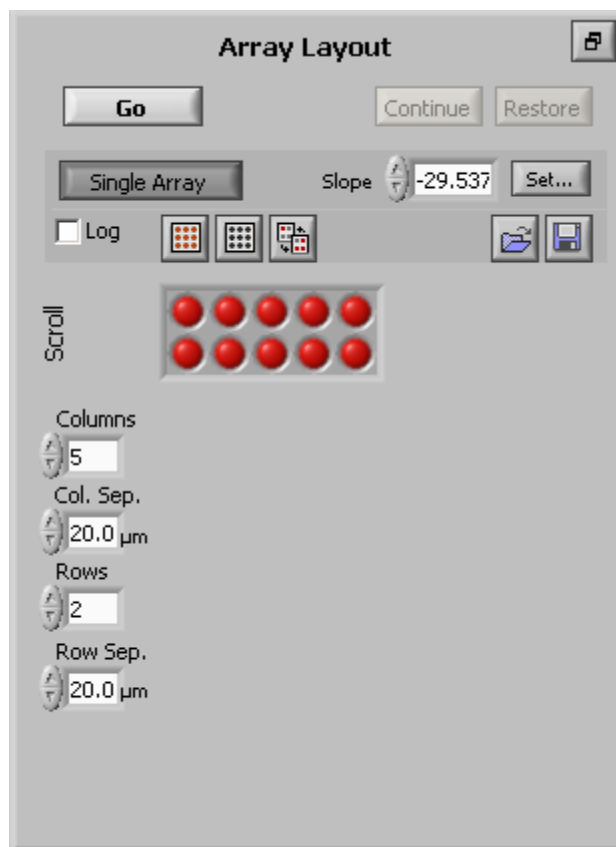 Array Layout
Go
Continue
Restore
Single Array
Slope
-29.537
Set...
Log
Scroll
Columns
5
Col. Sep.
20.0 µm
Rows
2
Row Sep.
20.0 µm